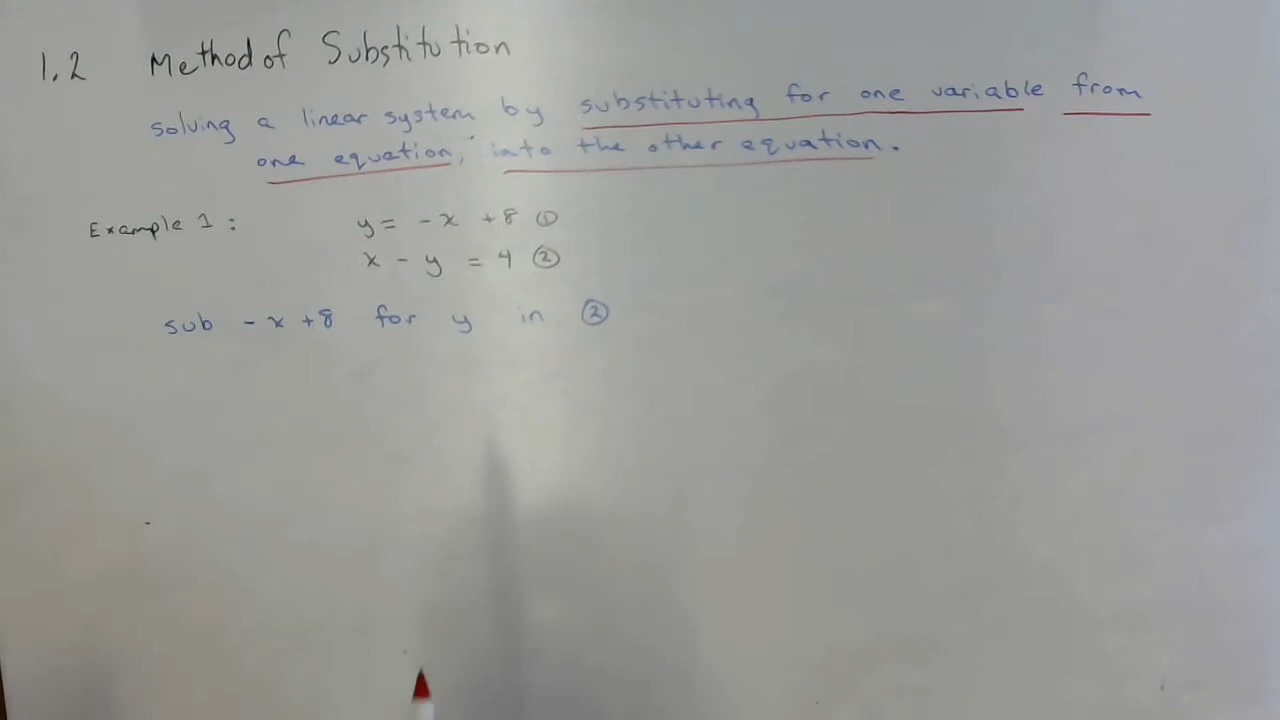 1.2 Method of Substitution
solving a linear system by substituting for one variable from
one equation, into the other equation.
Example 1: y = -x +8 ①
x - y = 4 ②
sub -x +8 for y in ②